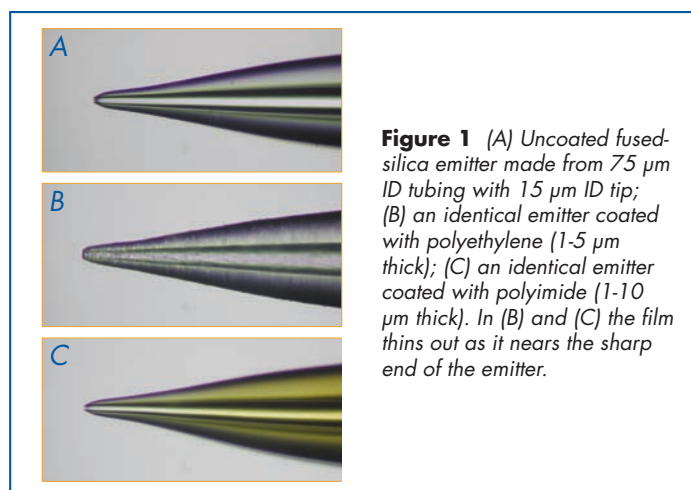 A
B
C
Figure 1 (A) Uncoated fused-
silica emitter made from 75 µm
ID tubing with 15 µm ID tip;
(B) an identical emitter coated
with polyethylene (1-5 µm
thick); (C) an identical emitter
coated with polyimide (1-10
µm thick). In (B) and (C) the film
thins out as it nears the sharp
end of the emitter.